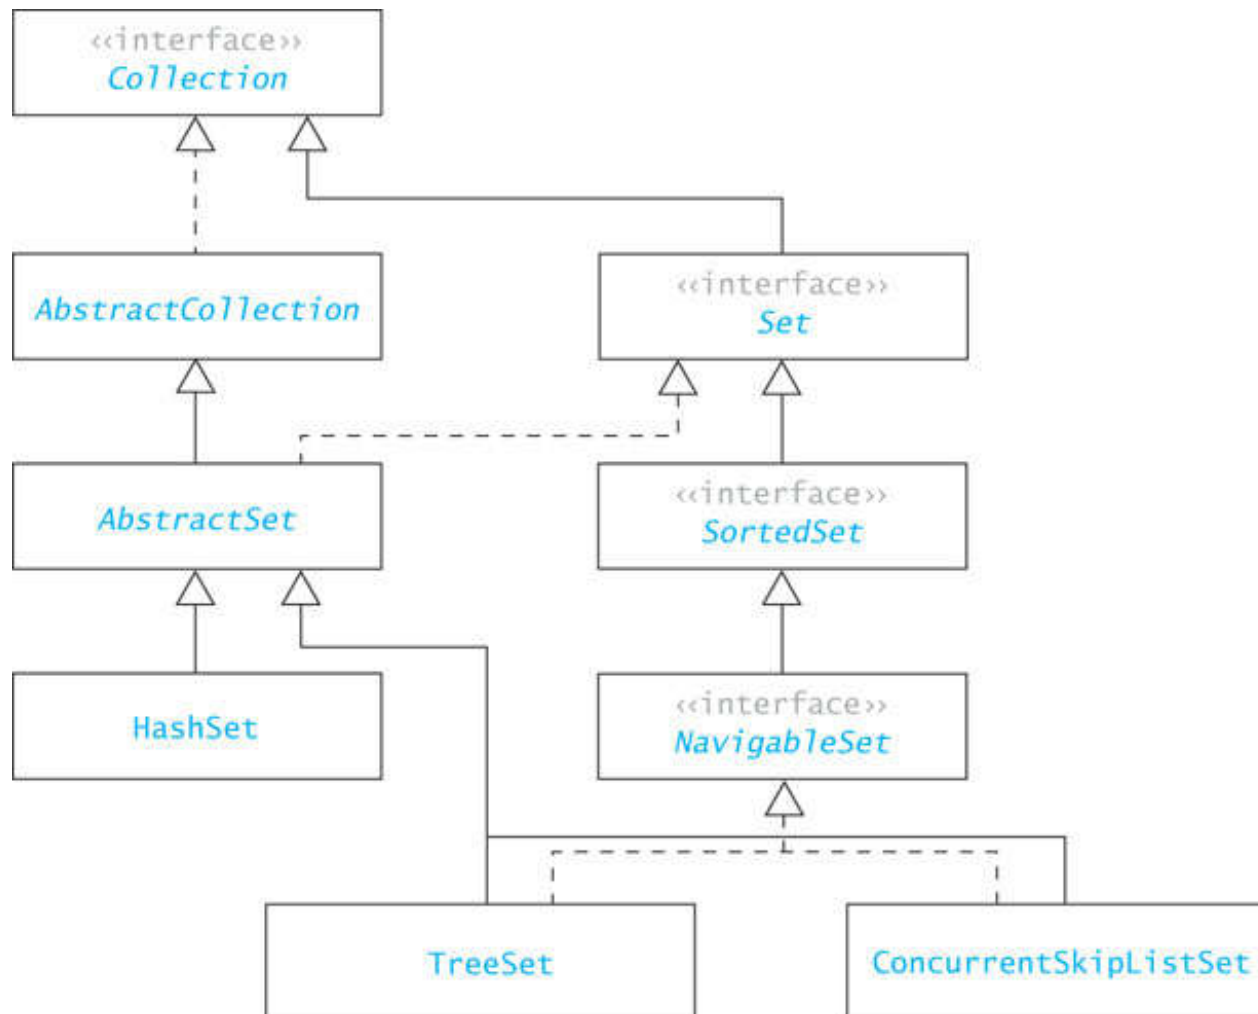 ‹‹interface››
Collection
AbstractCollection
‹‹interface››
Set
AbstractSet
‹‹interface››
SortedSet
HashSet
‹‹interface››
NavigableSet
TreeSet
ConcurrentSkipListSet